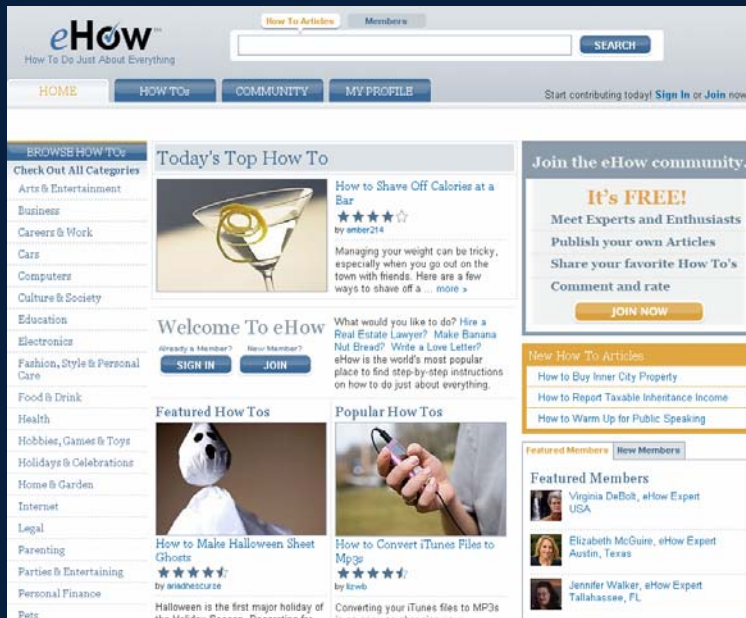 How To Articles
Members
eHow™
How To Do Just About Everything
SEARCH
HOME
HOW TOs
COMMUNITY
MY PROFILE
Start contributing today! Sign In or Join now
BROWSE HOW TOs
Check Out All Categories
Arts & Entertainment
Business
Careers & Work
Cars
Computers
Culture & Society
Education
Electronics
Fashion, Style & Personal
Care
Food & Drink
Health
Hobbies, Games & Toys
Holidays & Celebrations
Home & Garden
Internet
Legal
Parenting
Parties & Entertaining
Personal Finance
Pets
Today's Top How To
How to Shave Off Calories at a
Bar
by amber214
Managing your weight can be tricky,
especially when you go out on the
town with friends. Here are a few
ways to shave off a ... more »
Welcome To eHow
Already a Member?
New Member?
SIGN IN
JOIN
What would you like to do? Hire a
Real Estate Lawyer? Make Banana
Nut Bread? Write a Love Letter?
eHow is the world's most popular
place to find step-by-step instructions
on how to do just about everything.
Featured How Tos
How to Make Halloween Sheet
Ghosts
by ariadnescurse
Halloween is the first major holiday of
Popular How Tos
How to Convert iTunes Files to
Mp3s
by lizwb
Converting your iTunes files to MP3s
Join the eHow community.
It's FREE!
Meet Experts and Enthusiasts
Publish your own Articles
Share your favorite How To's
Comment and rate
JOIN NOW
New How To Articles
How to Buy Inner City Property
How to Report Taxable Inheritance Income
How to Warm Up for Public Speaking
Featured Members
New Members
Featured Members
Virginia DeBolt, eHow Expert
USA
Elizabeth McGuire, eHow Expert
Austin, Texas
Jennifer Walker, eHow Expert
Tallahassee, FL